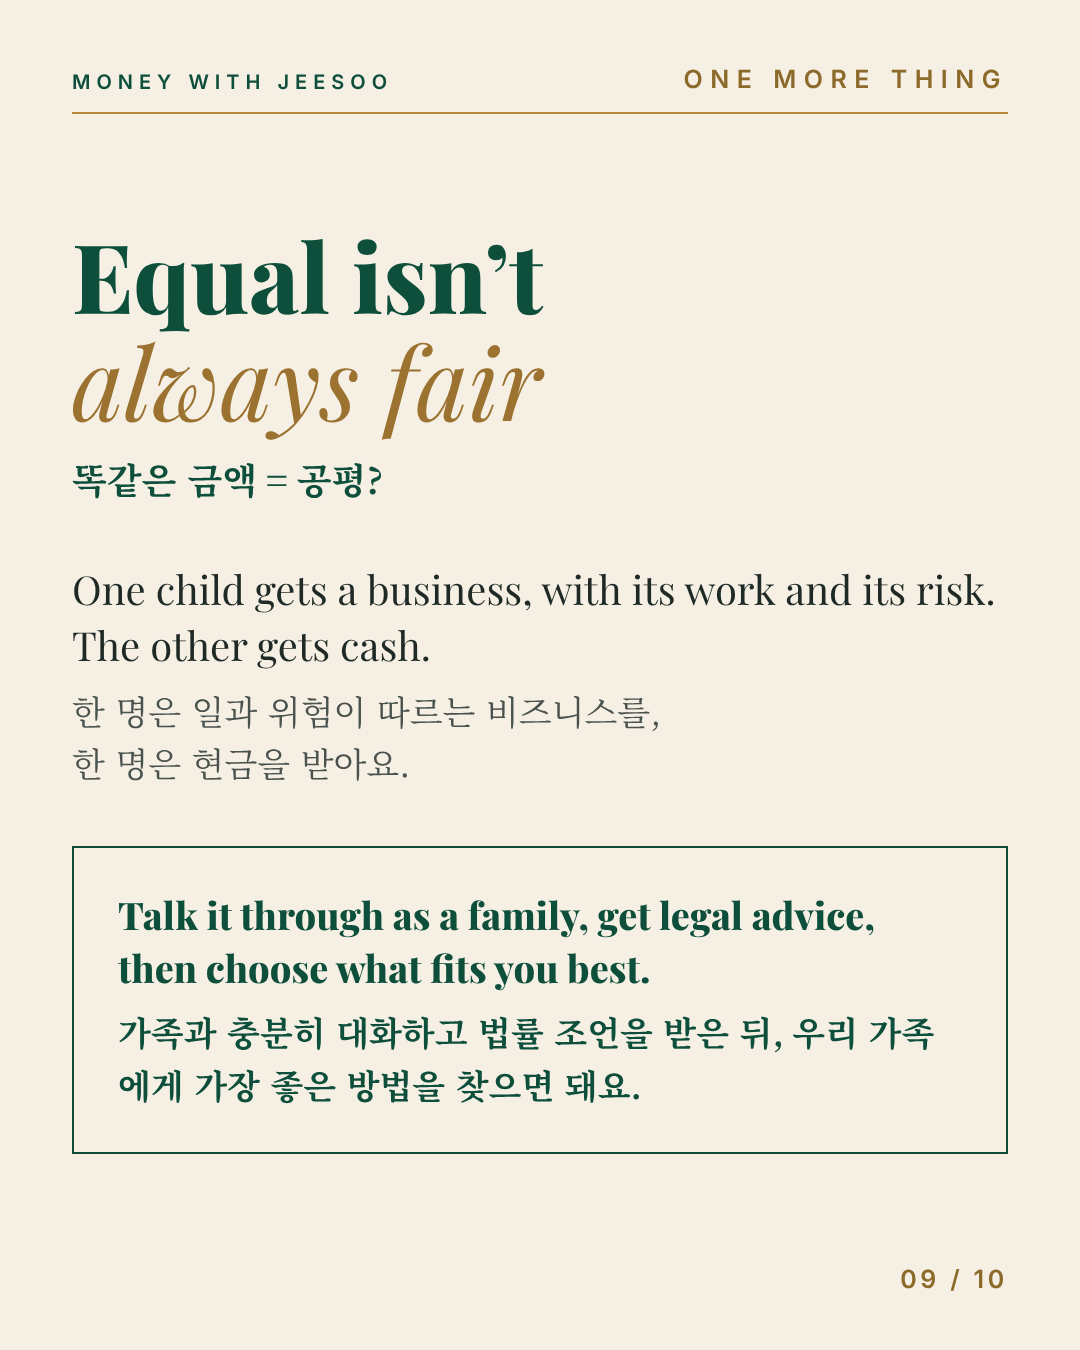 MONEY WITH JEESOO
ONE MORE THING
Equal isn’t
always fair
똑같은 금액 = 공평?
One child gets a business, with its work and its risk.
The other gets cash.
한 명은 일과 위험이 따르는 비즈니스를,
한 명은 현금을 받아요.
Talk it through as a family, get legal advice,
then choose what fits you best.
가족과 충분히 대화하고 법률 조언을 받은 뒤, 우리 가족
에게 가장 좋은 방법을 찾으면 돼요.
09 / 10